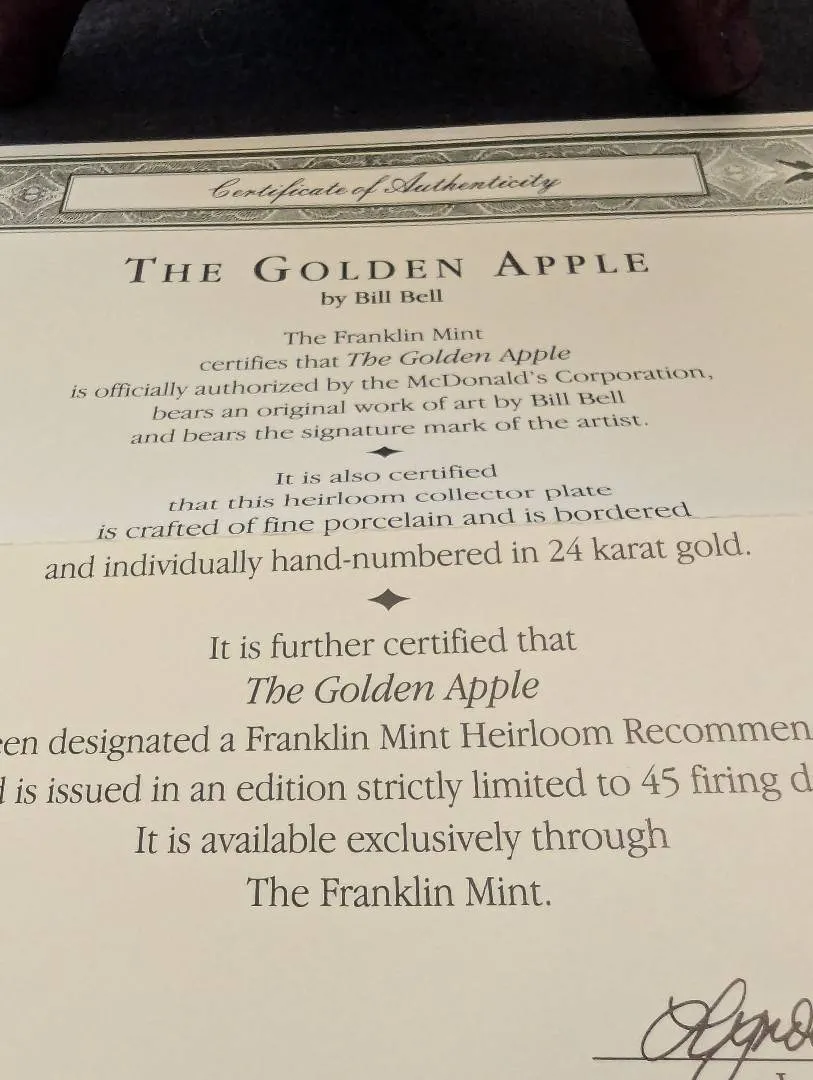 Certificate of Authenticity
THE GOLDEN APPLE
by Bill Bell
The Franklin Mint
certifies that The Golden Apple
is officially authorized by the McDonald's Corporation,
bears an original work of art by Bill Bell
and bears the signature mark of the artist.
It is also certified
that this heirloom collector plate
is crafted of fine porcelain and is bordered
and individually hand-numbered in 24 karat gold.
It is further certified that
The Golden Apple
designated a Franklin Mint Heirloom
is issued in an edition strictly limited to 45 firing
It is available exclusively through
The Franklin Mint.